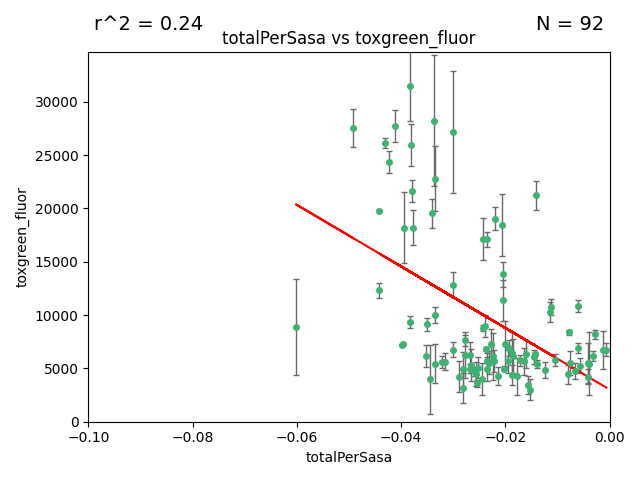 r^2 = 0.24
N = 92
totalPerSasa vs toxgreen_fluor
30000
25000
20000
15000
10000
5000
0
toxgreen_fluor
−0.10
−0.08
−0.06
−0.04
−0.02
0.00
totalPerSasa